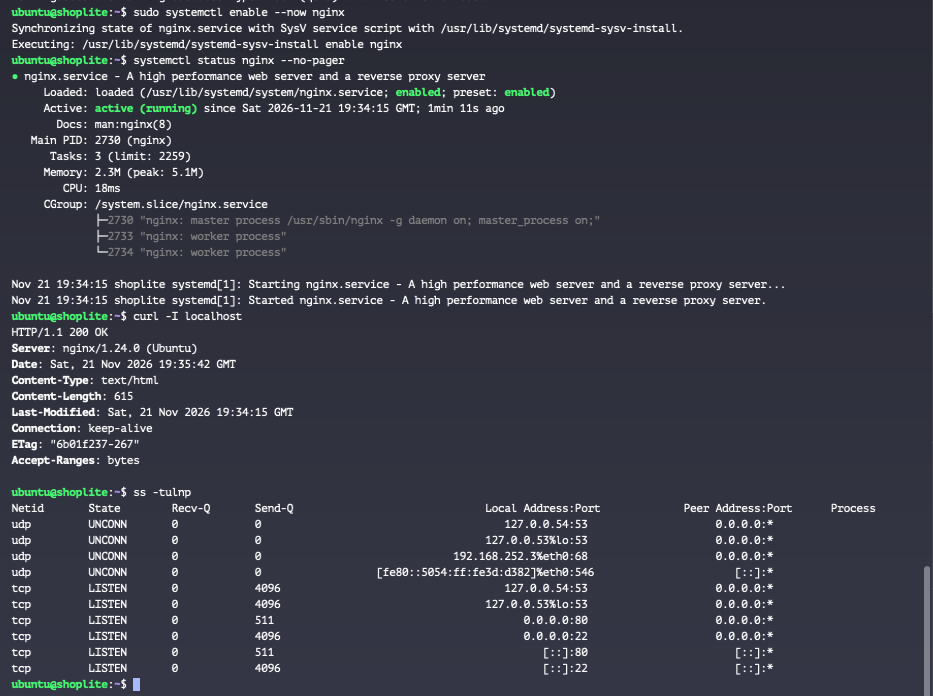 ubuntu@shoplite:~$ sudo systemctl enable --now nginx
Synchronizing state of nginx.service with SysV service script with /usr/lib/systemd/systemd-sysv-install.
Executing: /usr/lib/systemd/systemd-sysv-install enable nginx
ubuntu@shoplite:~$ systemctl status nginx --no-pager
● nginx.service - A high performance web server and a reverse proxy server
     Loaded: loaded (/usr/lib/systemd/system/nginx.service; enabled; preset: enabled)
     Active: active (running) since Sat 2026-11-21 19:34:15 GMT; 1min 11s ago
       Docs: man:nginx(8)
   Main PID: 2730 (nginx)
      Tasks: 3 (limit: 2259)
     Memory: 2.3M (peak: 5.1M)
        CPU: 18ms
     CGroup: /system.slice/nginx.service
             ├─2730 "nginx: master process /usr/sbin/nginx -g daemon on; master_process on;"
             ├─2733 "nginx: worker process"
             └─2734 "nginx: worker process"
Nov 21 19:34:15 shoplite systemd[1]: Starting nginx.service - A high performance web server and a reverse proxy server...
Nov 21 19:34:15 shoplite systemd[1]: Started nginx.service - A high performance web server and a reverse proxy server.
ubuntu@shoplite:~$ curl -I localhost
HTTP/1.1 200 OK
Server: nginx/1.24.0 (Ubuntu)
Date: Sat, 21 Nov 2026 19:35:42 GMT
Content-Type: text/html
Content-Length: 615
Last-Modified: Sat, 21 Nov 2026 19:34:15 GMT
Connection: keep-alive
ETag: "6b01f237-267"
Accept-Ranges: bytes
ubuntu@shoplite:~$ ss -tulnp
Netid State Recv-Q Send-Q Local Address:Port Peer Address:Port Process
udp UNCONN 0 0 127.0.0.54:53 0.0.0.0:*
udp UNCONN 0 0 127.0.0.53%lo:53 0.0.0.0:*
udp UNCONN 0 0 192.168.252.3%eth0:68 0.0.0.0:*
udp UNCONN 0 0 [fe80::5054:ff:fe3d:d382]%eth0:546 [::]:*
tcp LISTEN 0 4096 127.0.0.54:53 0.0.0.0:*
tcp LISTEN 0 4096 127.0.0.53%lo:53 0.0.0.0:*
tcp LISTEN 0 511 0.0.0.0:80 0.0.0.0:*
tcp LISTEN 0 4096 0.0.0.0:22 0.0.0.0:*
tcp LISTEN 0 511 [::]:80 [::]:*
tcp LISTEN 0 4096 [::]:22 [::]:*
ubuntu@shoplite:~$